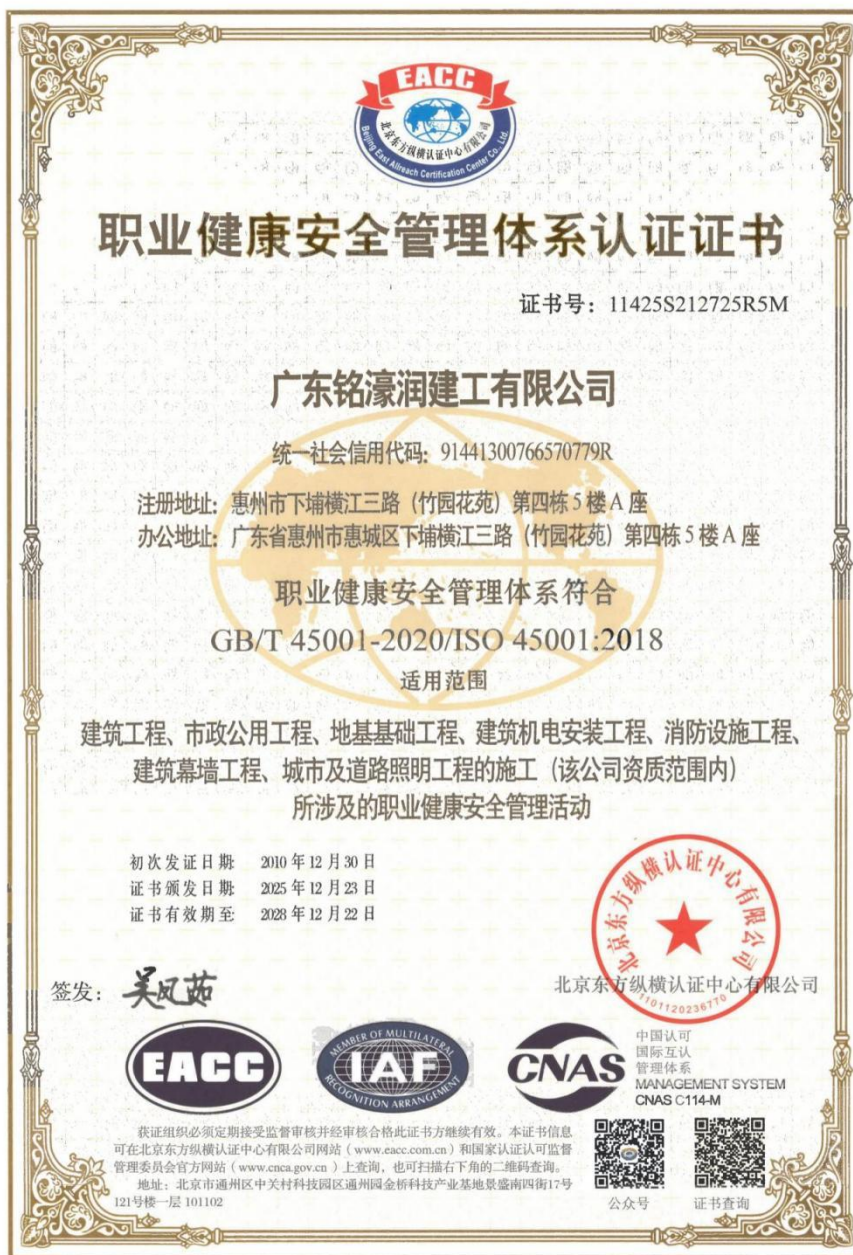 EACC
北京东方纵横认证中心有限公司
Beijing East Allreach Certification Center Co., Ltd.
职业健康安全管理体系认证证书
证书号：11425S212725R5M
广东铭濠润建工有限公司
统一社会信用代码：91441300766570779R
注册地址：惠州市下埔横江三路（竹园花苑）第四栋5楼A座
办公地址：广东省惠州市惠城区下埔横江三路（竹园花苑）第四栋5楼A座
职业健康安全管理体系符合
GB/T 45001-2020/ISO 45001:2018
适用范围
建筑工程、市政公用工程、地基基础工程、建筑机电安装工程、消防设施工程、
建筑幕墙工程、城市及道路照明工程的施工（该公司资质范围内）
所涉及的职业健康安全管理活动
初次发证日期: 2010年12月30日
证书颁发日期: 2025年12月23日
证书有效期至: 2028年12月22日
北京东方纵横认证中心有限公司
1101120236770
签发：吴凤茹
北京东方纵横认证中心有限公司
EACC
MEMBER OF MULTILATERAL
IAF
RECOGNITION ARRANGEMENT
CNAS
中国认可
国际互认
管理体系
MANAGEMENT SYSTEM
CNAS C114-M
获证组织必须定期接受监督审核并经审核合格此证书方继续有效。本证书信息
可在北京东方纵横认证中心有限公司网站（www.eacc.com.cn）和国家认证认可监督
管理委员会官方网站（www.cnca.gov.cn）上查询，也可扫描右下角的二维码查询。
地址：北京市通州区中关村科技园区通州园金桥科技产业基地景盛南四街17号
121号楼一层 101102
公众号
证书查询